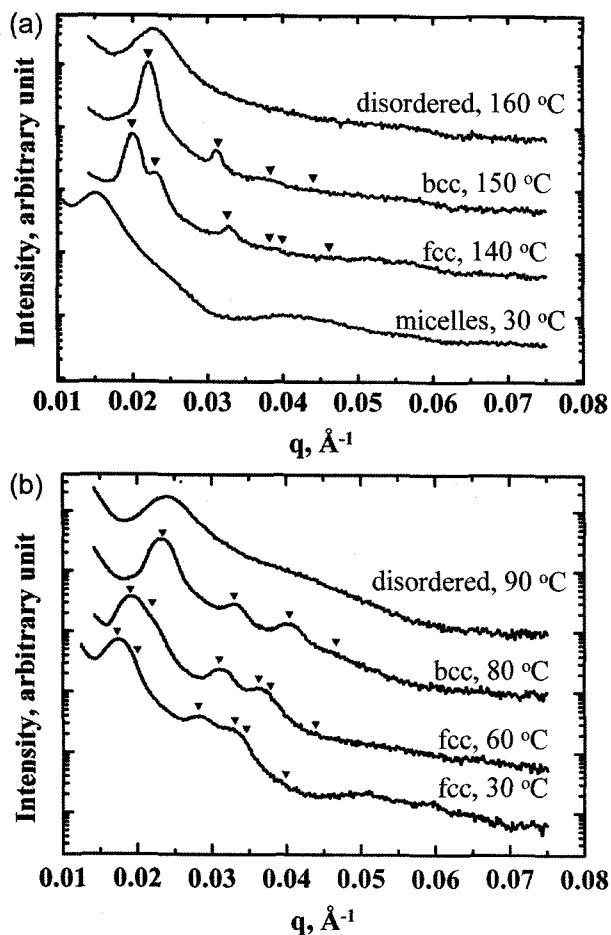 (a)
Intensity, arbitrary unit
disordered, 160 °C
bcc, 150 °C
fcc, 140 °C
micelles, 30 °C
0.01 0.02 0.03 0.04 0.05 0.06 0.07 0.08
q, Å-1
(b)
Intensity, arbitrary unit
disordered, 90 °C
bcc, 80 °C
fcc, 60 °C
fcc, 30 °C
0.01 0.02 0.03 0.04 0.05 0.06 0.07 0.08
q, Å-1